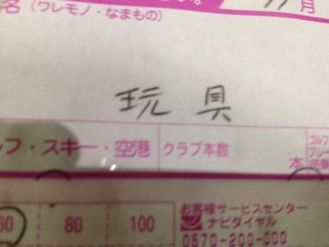 名 (ワレモノ・なまもの)
月
玩具
フ・スキー・空港
クラブ本数
本
60 80 100
お客様サービスセンター
ナビダイヤル
0570-200-000